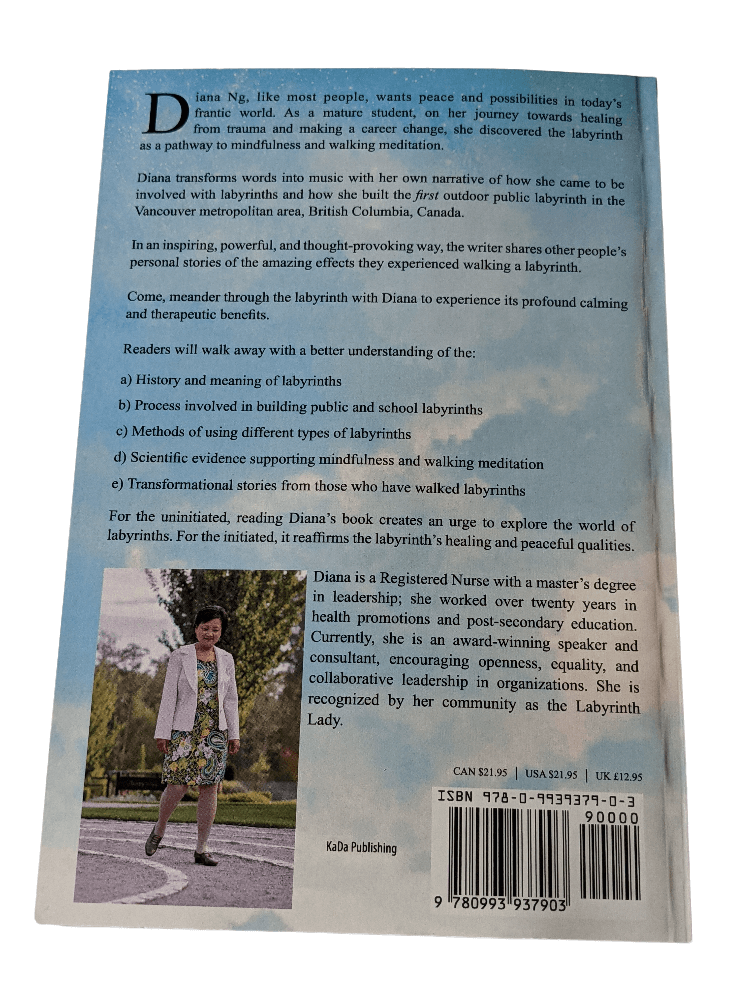 Diana Ng, like most people, wants peace and possibilities in today's
frantic world. As a mature student, on her journey towards healing
from trauma and making a career change, she discovered the labyrinth
as a pathway to mindfulness and walking meditation.
Diana transforms words into music with her own narrative of how she came to be
involved with labyrinths and how she built the first outdoor public labyrinth in the
Vancouver metropolitan area, British Columbia, Canada.
In an inspiring, powerful, and thought-provoking way, the writer shares other people's
personal stories of the amazing effects they experienced walking a labyrinth.
Come, meander through the labyrinth with Diana to experience its profound calming
and therapeutic benefits.
Readers will walk away with a better understanding of the:
a) History and meaning of labyrinths
b) Process involved in building public and school labyrinths
c) Methods of using different types of labyrinths
d) Scientific evidence supporting mindfulness and walking meditation
e) Transformational stories from those who have walked labyrinths
For the uninitiated, reading Diana's book creates an urge to explore the world of
labyrinths. For the initiated, it reaffirms the labyrinth's healing and peaceful qualities.
Diana is a Registered Nurse with a master's degree
in leadership; she worked over twenty years in
health promotions and post-secondary education.
Currently, she is an award-winning speaker and
consultant, encouraging openness, equality, and
collaborative leadership in organizations. She is
recognized by her community as the Labyrinth
Lady.
CAN $21.95 | USA $21.95 | UK £12.95
ISBN 978-0-9939379-0-3
90000
KaDa Publishing
9 780993 937903